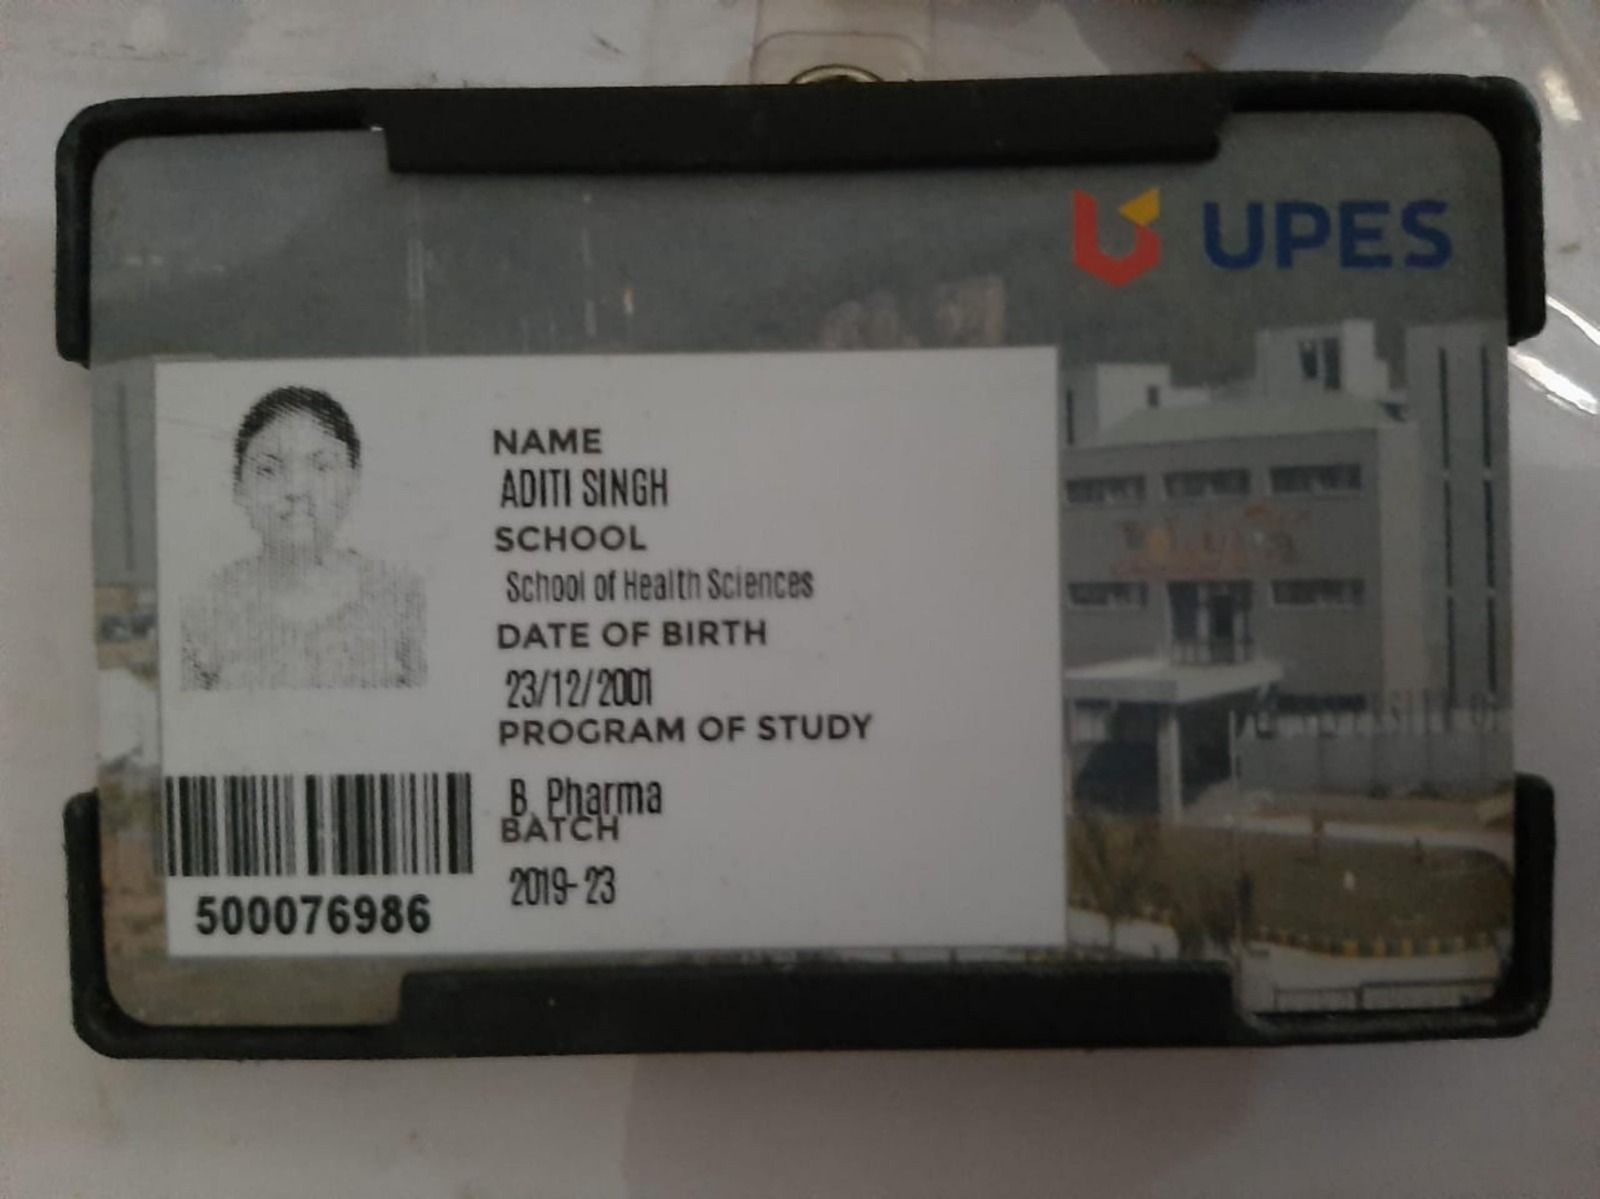 UPES
NAME
ADITI SINGH
SCHOOL
School of Health Sciences
DATE OF BIRTH
23/12/2001
PROGRAM OF STUDY
B. Pharma
BATCH
2019-23
500076986